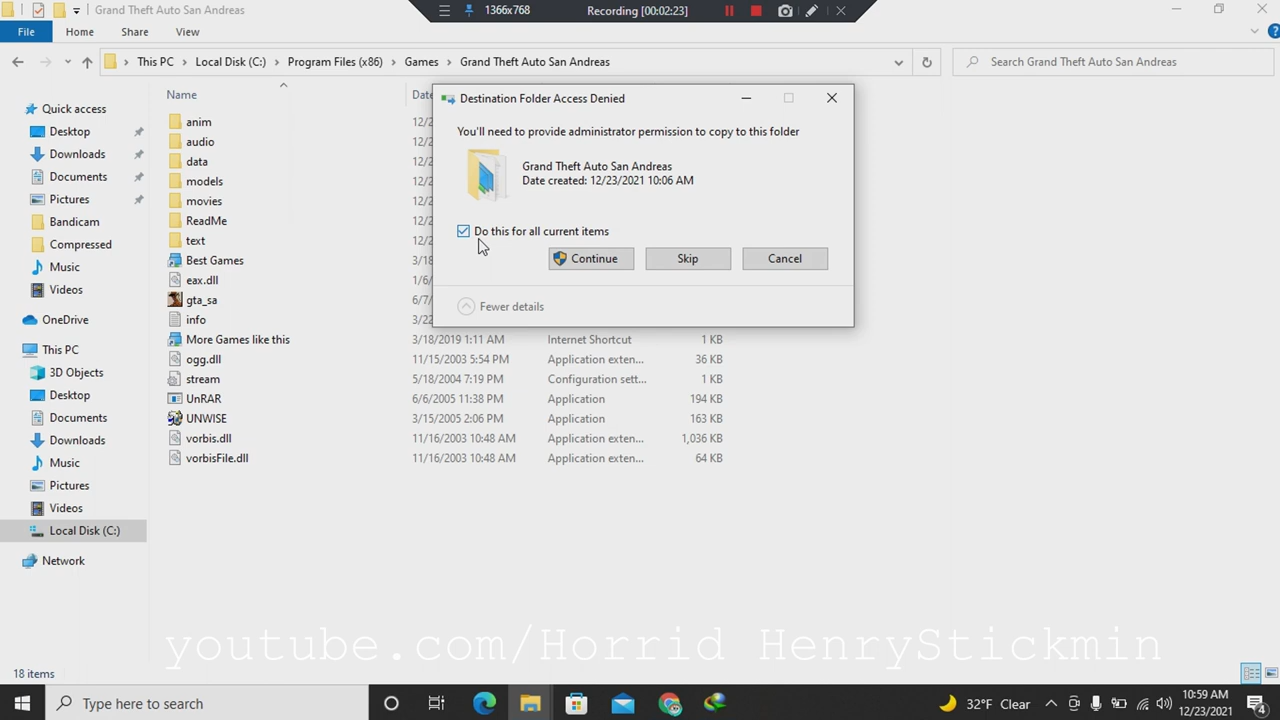 Grand Theft Auto San Andreas
1366x768
Recording [00:02:23]
File
Home
Share
View
This PC › Local Disk (C:) › Program Files (x86) › Games › Grand Theft Auto San Andreas
Search Grand Theft Auto San Andreas
Quick access
Desktop
Downloads
Documents
Pictures
Bandicam
Compressed
Music
Videos
OneDrive
This PC
3D Objects
Desktop
Documents
Downloads
Music
Pictures
Videos
Local Disk (C:)
Network
Name
Date
anim 12/2
audio 12/2
data 12/2
models 12/2
movies 12/2
ReadMe 12/2
text 12/2
Best Games 3/18
eax.dll 1/6/
gta_sa 6/7/
info 3/22
More Games like this 3/18/2019 1:11 AM Internet Shortcut 1 KB
ogg.dll 11/15/2003 5:54 PM Application exten... 36 KB
stream 5/18/2004 7:19 PM Configuration sett... 1 KB
UnRAR 6/6/2005 11:38 PM Application 194 KB
UNWISE 3/15/2005 2:06 PM Application 163 KB
vorbis.dll 11/16/2003 10:48 AM Application exten... 1,036 KB
vorbisFile.dll 11/16/2003 10:48 AM Application exten... 64 KB
Destination Folder Access Denied
You'll need to provide administrator permission to copy to this folder
Grand Theft Auto San Andreas
Date created: 12/23/2021 10:06 AM
Do this for all current items
Continue
Skip
Cancel
Fewer details
youtube.com/Horrid HenryStickmin
18 items
Type here to search
32°F Clear
10:59 AM
12/23/2021
4